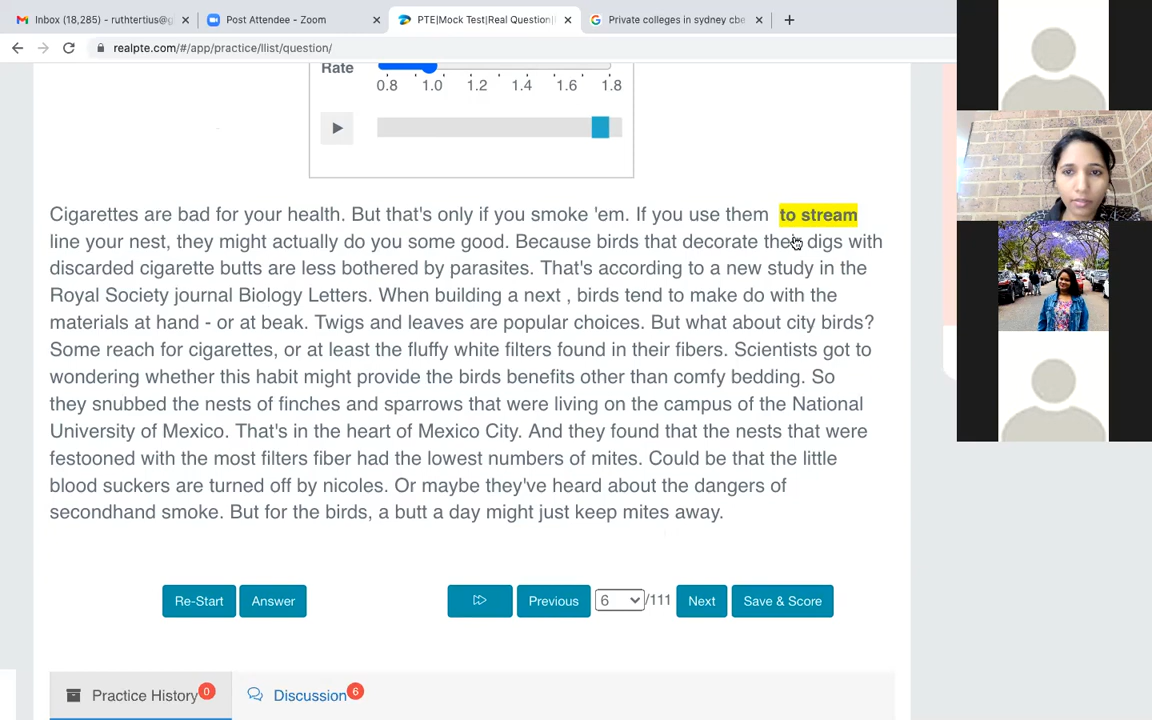 Inbox (18,285) - ruthtertius@g
Post Attendee - Zoom
PTE|Mock Test|Real Question|
Private colleges in sydney cbe
realpte.com/#/app/practice/llist/question/
Rate
0.8 1.0 1.2 1.4 1.6 1.8
Cigarettes are bad for your health. But that's only if you smoke 'em. If you use them to stream
line your nest, they might actually do you some good. Because birds that decorate their digs with
discarded cigarette butts are less bothered by parasites. That's according to a new study in the
Royal Society journal Biology Letters. When building a next , birds tend to make do with the
materials at hand - or at beak. Twigs and leaves are popular choices. But what about city birds?
Some reach for cigarettes, or at least the fluffy white filters found in their fibers. Scientists got to
wondering whether this habit might provide the birds benefits other than comfy bedding. So
they snubbed the nests of finches and sparrows that were living on the campus of the National
University of Mexico. That's in the heart of Mexico City. And they found that the nests that were
festooned with the most filters fiber had the lowest numbers of mites. Could be that the little
blood suckers are turned off by nicoles. Or maybe they've heard about the dangers of
secondhand smoke. But for the birds, a butt a day might just keep mites away.
Re-Start Answer Previous 6 /111 Next Save & Score
Practice History 0 Discussion 6